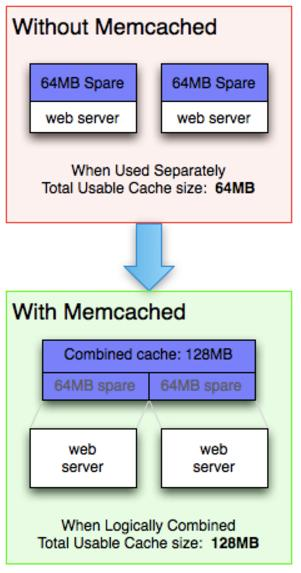 Without Memcached
64MB Spare
64MB Spare
web server
web server
When Used Separately
Total Usable Cache size: 64MB
With Memcached
Combined cache: 128MB
64MB spare
64MB spare
web
server
web
server
When Logically Combined
Total Usable Cache size: 128MB